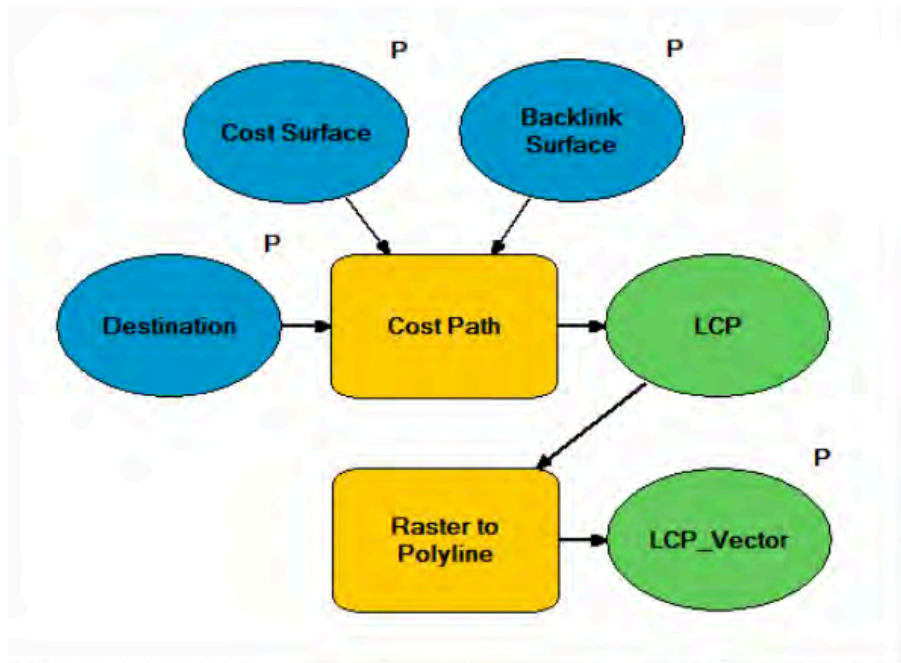 P
P
Cost Surface
Backlink
Surface
P
Destination
Cost Path
LCP
P
Raster to
Polyline
LCP_Vector